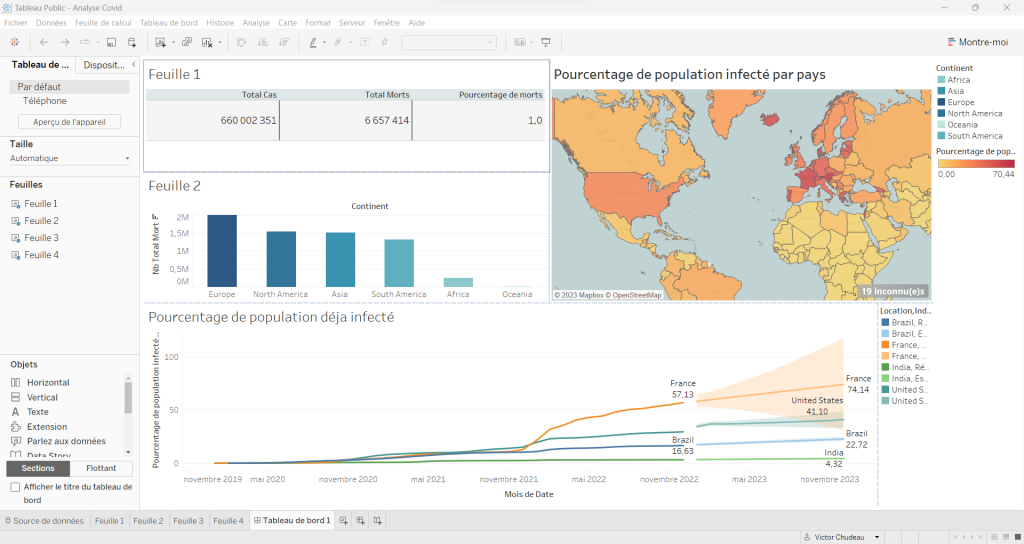 Tableau Public - Analyse Covid
Fichier Données Feuille de calcul Tableau de bord Histoire Analyse Carte Format Serveur Fenêtre Aide
Montre-moi
Tableau de ... Disposit...
Par défaut
Téléphone
Aperçu de l'appareil
Taille
Automatique
Feuilles
Feuille 1
Feuille 2
Feuille 3
Feuille 4
Objets
Horizontal
Vertical
Texte
Extension
Parlez aux données
Data Story
Sections Flottant
Afficher le titre du tableau de
bord
Feuille 1
Total Cas Total Morts Pourcentage de morts
660 002 351 6 657 414 1,0
Feuille 2
Continent
Nb Total Mort
2M
1,5M
1M
0,5M
0M
Europe North America Asia South America Africa Oceania
Pourcentage de population infecté par pays
© 2023 Mapbox © OpenStreetMap
19 inconnu(e)s
Continent
Africa
Asia
Europe
North America
Oceania
South America
Pourcentage de pop..
0,00 70,44
Pourcentage de population déja infecté
Pourcentage de population infecté...
100
50
0
France
57,13
Brazil
16,63
France
74,14
United States
41,10
Brazil
22,72
India
4,32
novembre 2019 mai 2020 novembre 2020 mai 2021 novembre 2021 mai 2022 novembre 2022 mai 2023 novembre 2023
Mois de Date
Location,Ind..
Brazil, R..
Brazil, E..
France, ..
France, ..
India, Ré..
India, Es..
United S..
United S..
Source de données Feuille 1 Feuille 2 Feuille 3 Feuille 4 Tableau de bord 1
Victor Chudeau